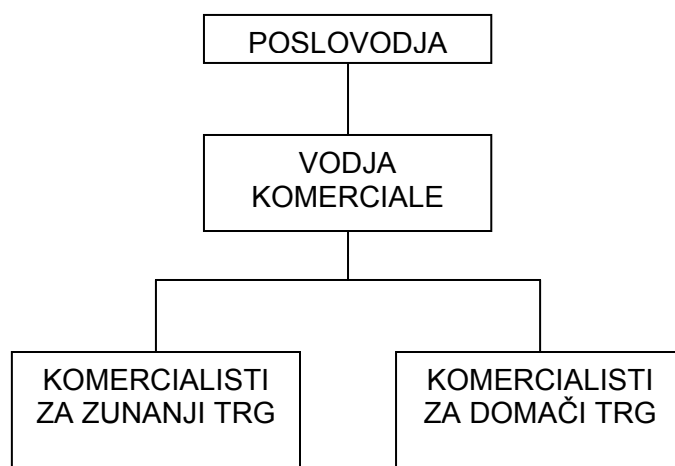 POSLOVODJA
VODJA
KOMERCIALE
KOMERCIALISTI
ZA ZUNANJI TRG
KOMERCIALISTI
ZA DOMAČI TRG